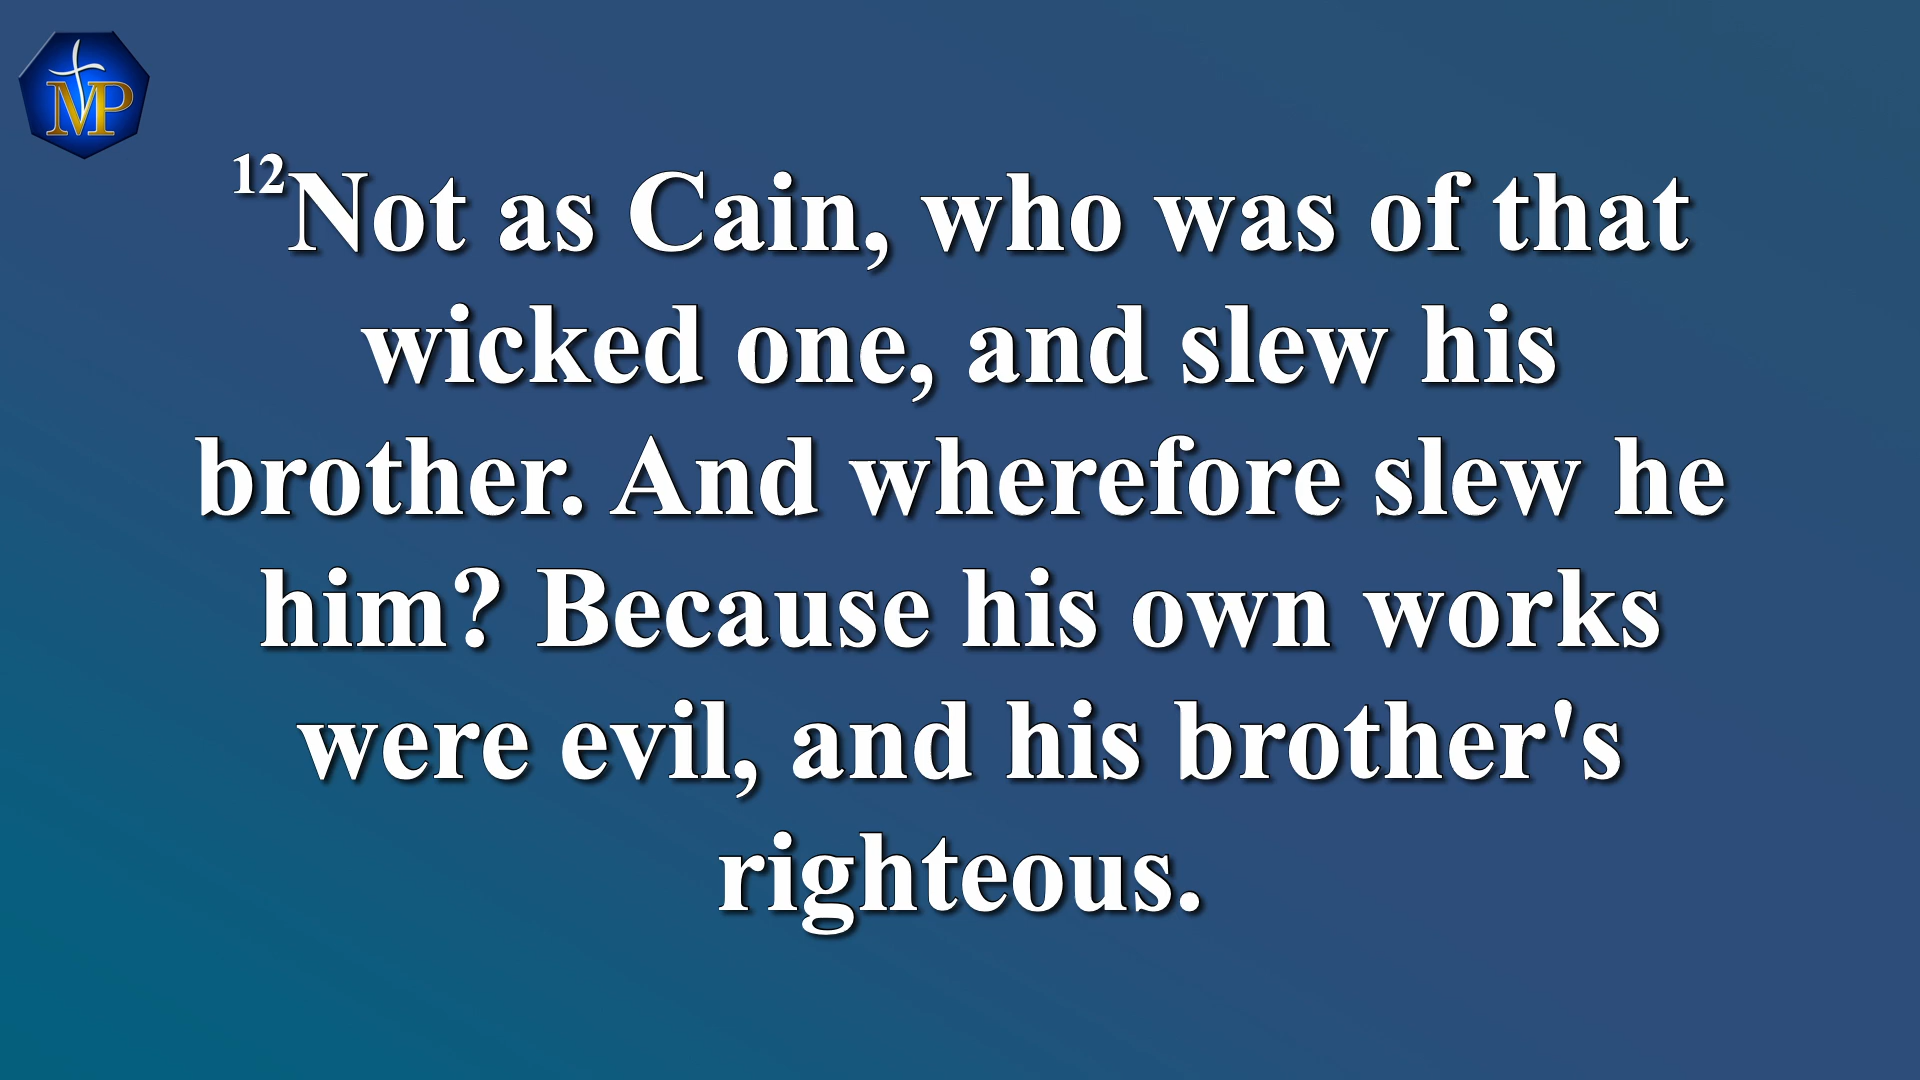 MP
12Not as Cain, who was of that
wicked one, and slew his
brother. And wherefore slew he
him? Because his own works
were evil, and his brother's
righteous.